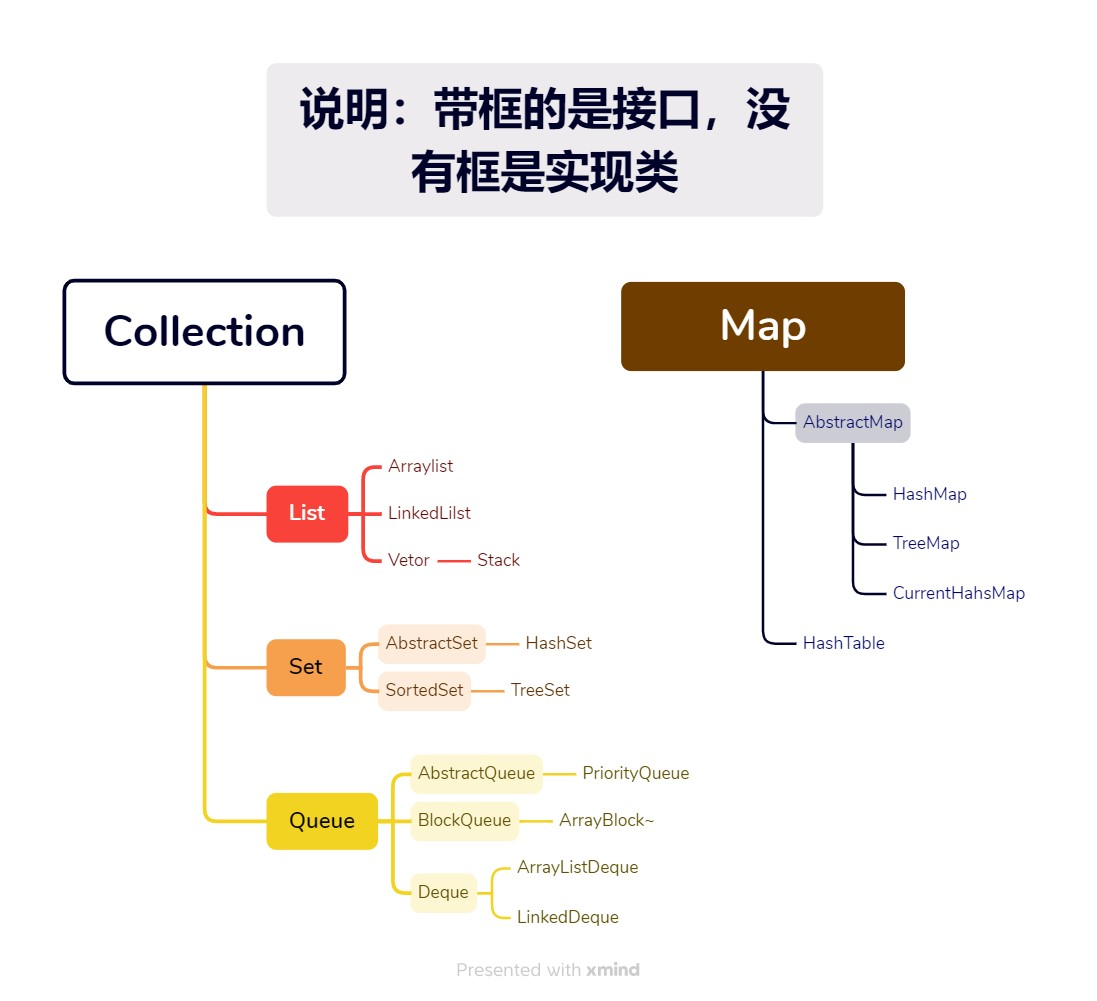 说明：带框的是接口，没
有框是实现类
Collection
List
Arraylist
LinkedLilst
Vetor
Stack
Set
AbstractSet
HashSet
SortedSet
TreeSet
Queue
AbstractQueue
PriorityQueue
BlockQueue
ArrayBlock~
Deque
ArrayListDeque
LinkedDeque
Map
AbstractMap
HashMap
TreeMap
CurrentHahsMap
HashTable
Presented with xmind